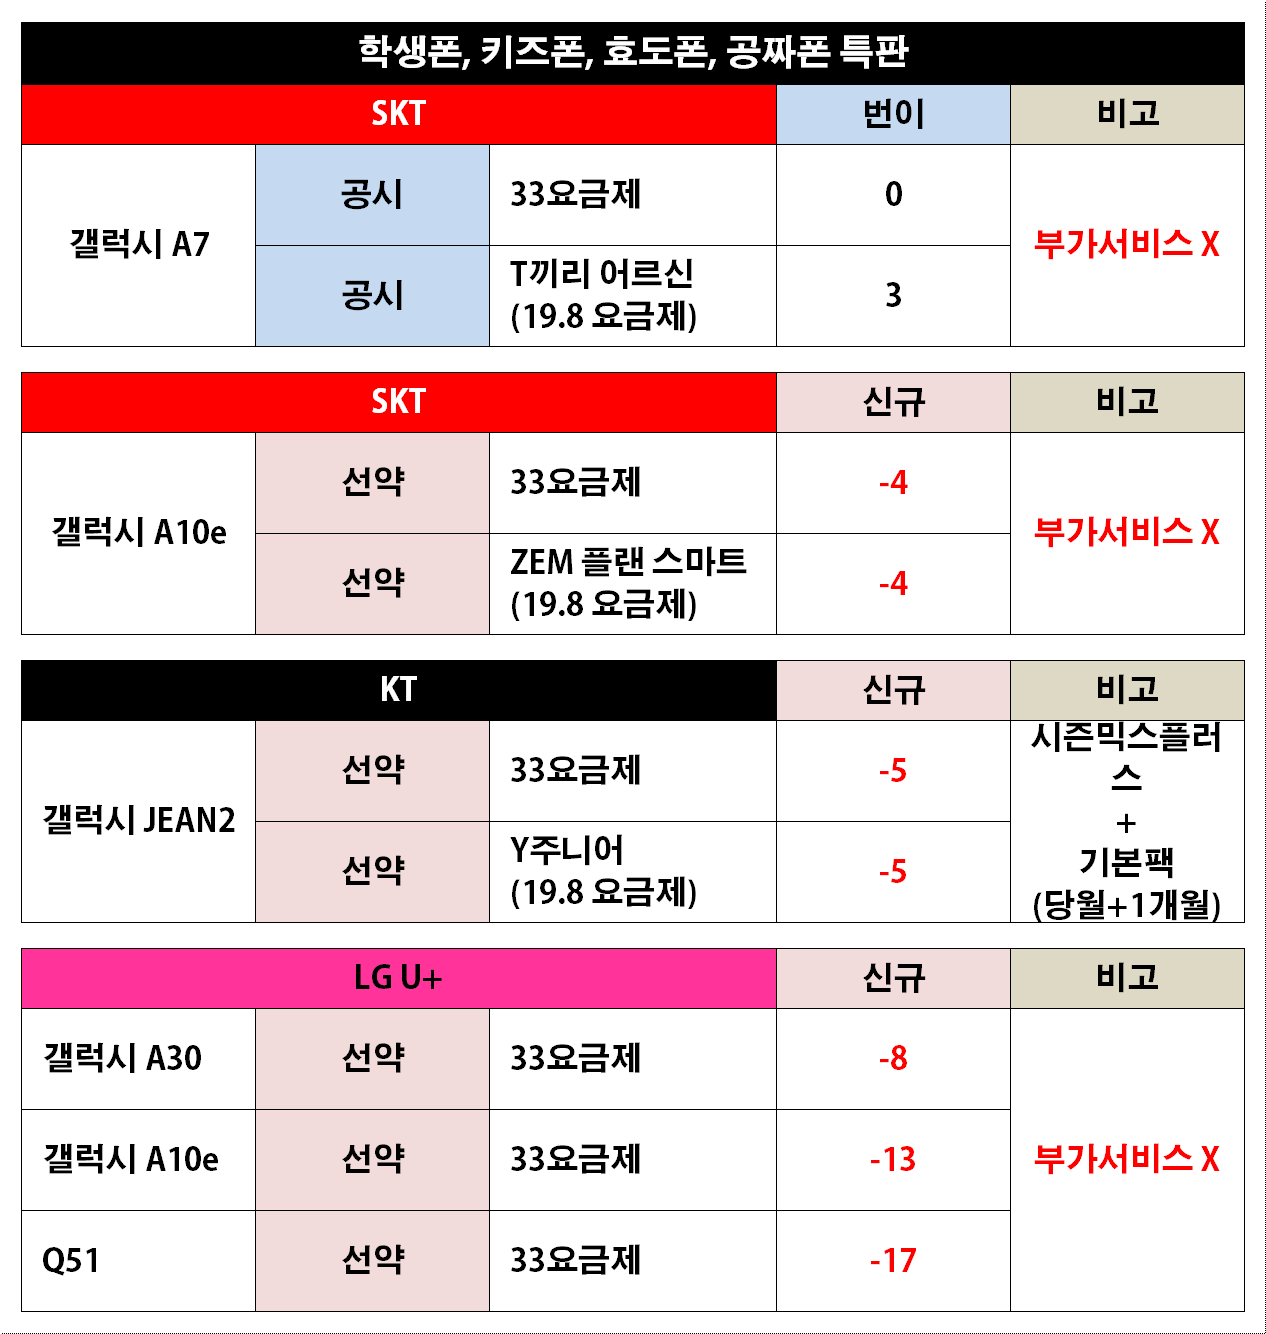 학생폰, 키즈폰, 효도폰, 공짜폰 특판
SKT 번이 비고
갤럭시 A7 공시 33요금제 0 부가서비스 X
공시 T끼리 어르신
(19.8 요금제) 3
SKT 신규 비고
갤럭시 A10e 선약 33요금제 -4 부가서비스 X
선약 ZEM 플랜 스마트
(19.8 요금제) -4
KT 신규 비고
갤럭시 JEAN2 선약 33요금제 -5
선약 Y주니어
(19.8 요금제) -5
시즌믹스플러
스
+
기본팩
(당월+1개월)
LG U+ 신규 비고
갤럭시 A30 선약 33요금제 -8
갤럭시 A10e 선약 33요금제 -13 부가서비스 X
Q51 선약 33요금제 -17